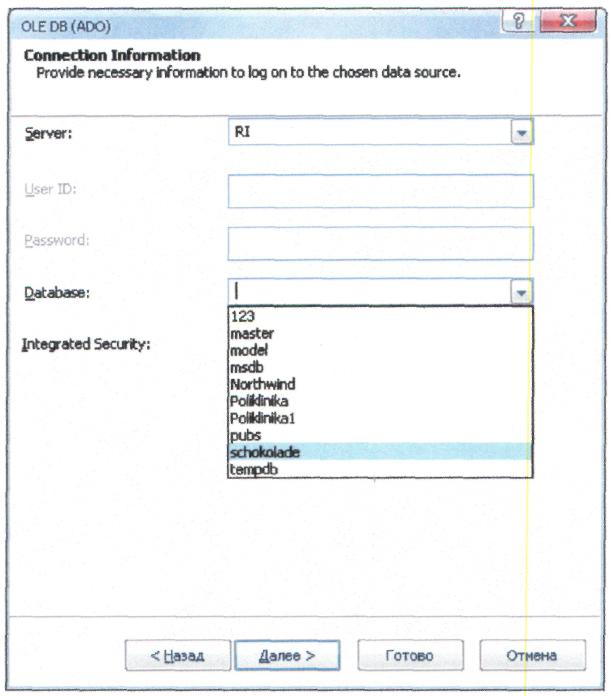 OLE DB (ADO)
Connection Information
Provide necessary information to log on to the chosen data source.
Server:
RI
User ID:
Password:
Database:
Integrated Security:
123
master
model
msdb
Northwind
Poliklinika
Poliklinika1
pubs
schokolade
tempdb
< Назад
Далее >
Готово
Отмена